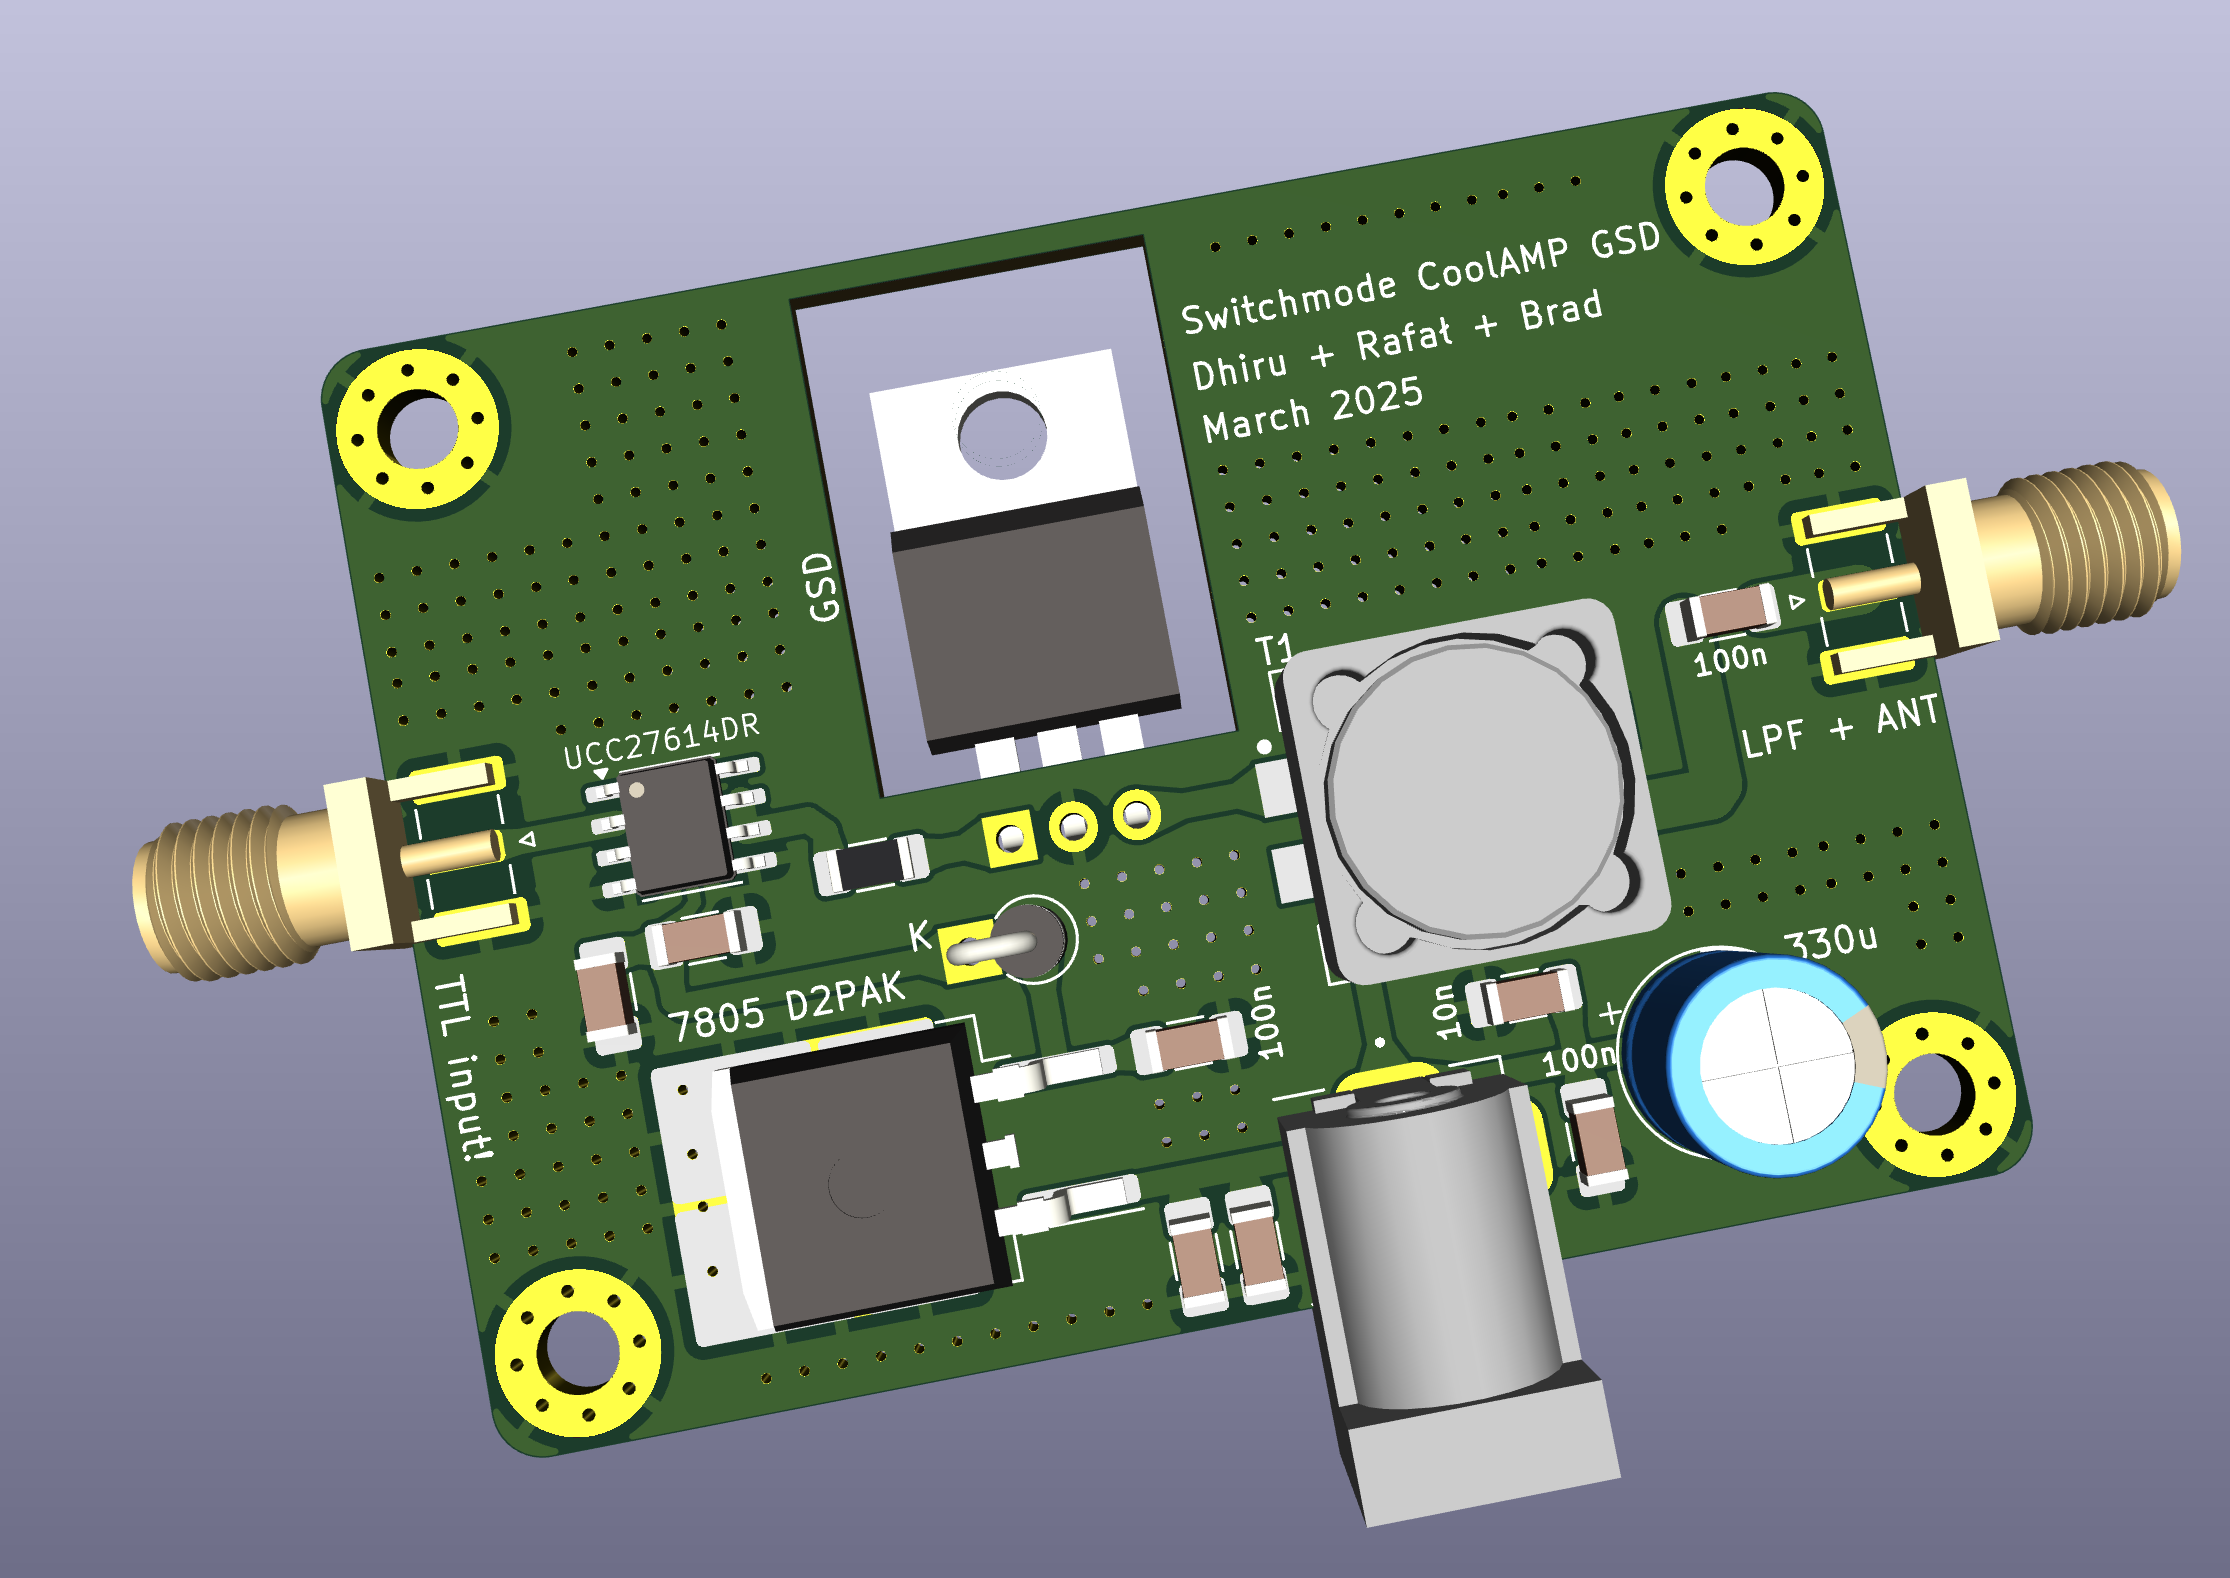 Switchmode CoolAMP GSD
Dhiru + Rafał + Brad
March 2025
GSD
T1
100n
LPF + ANT
UCC27614DR
TTL input!
K
7805 D2PAK
100n
10n
330u
+
100n